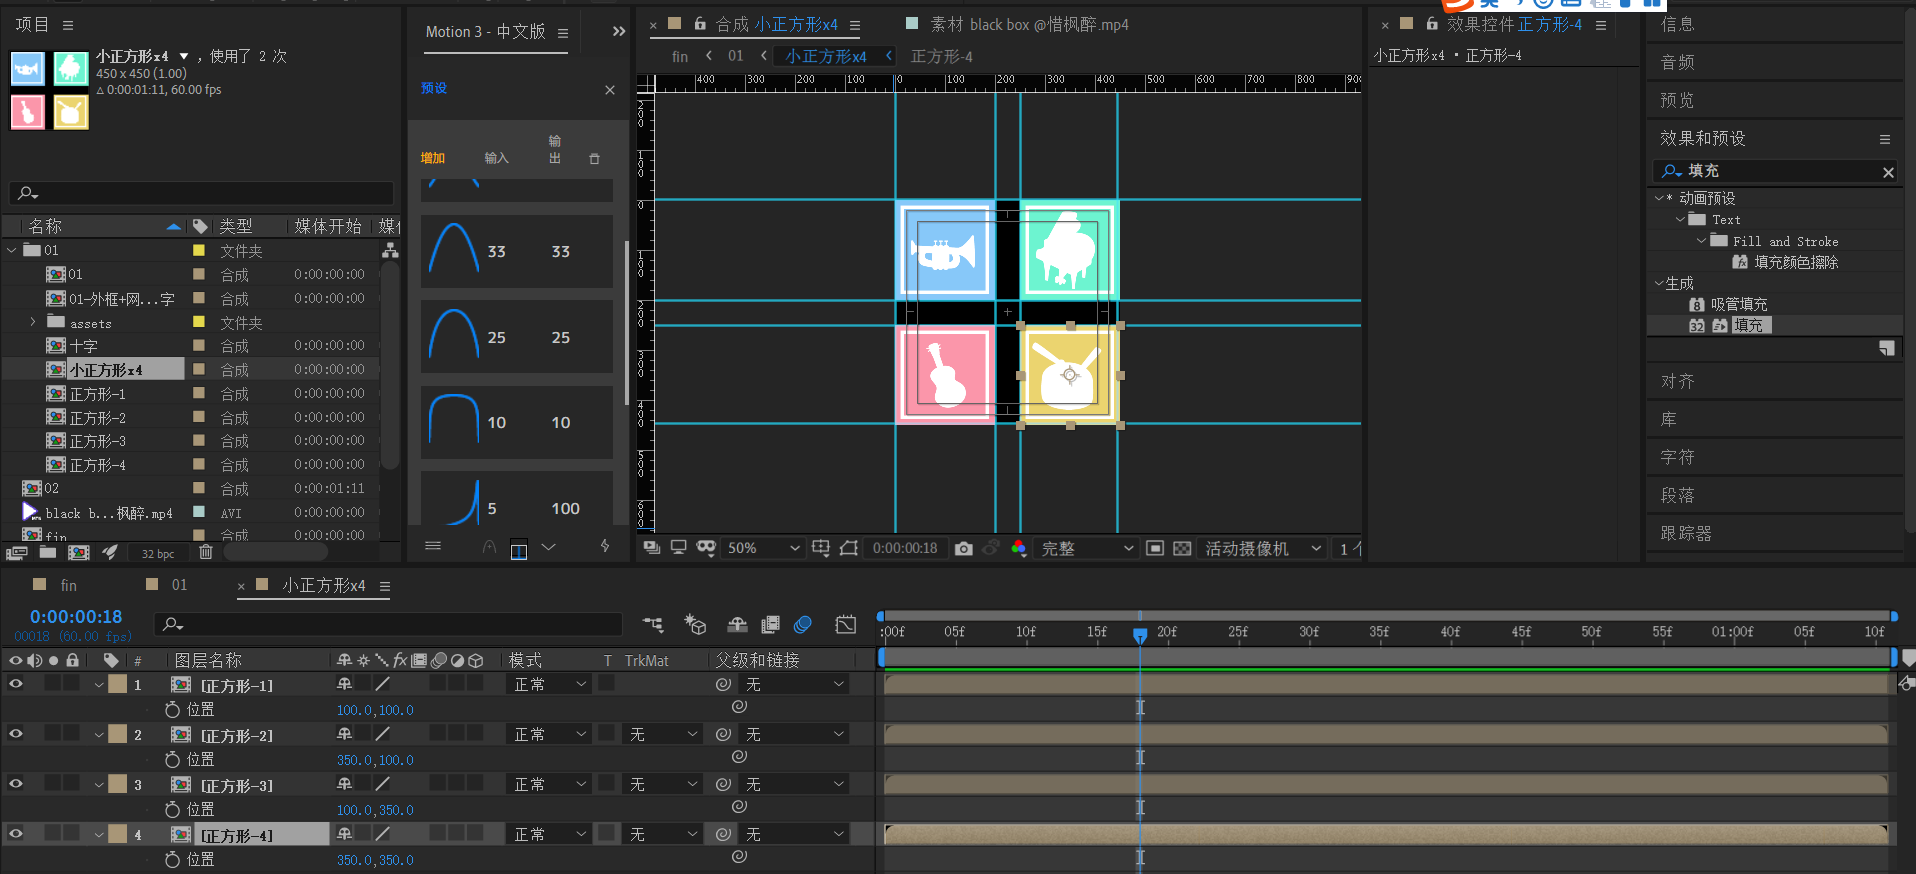 项目
小正方形x4 ▼ ，使用了 2 次
450 x 450 (1.00)
△ 0:00:01:11, 60.00 fps
名称 类型 媒体开始 媒体
01 文件夹
01 合成 0:00:00:00
01-外框+网...字 合成 0:00:00:00
assets 文件夹
十字 合成 0:00:00:00
小正方形x4 合成 0:00:00:00
正方形-1 合成 0:00:00:00
正方形-2 合成 0:00:00:00
正方形-3 合成 0:00:00:00
正方形-4 合成 0:00:00:00
02 合成 0:00:01:11
black b...枫醉.mp4 AVI 0:00:00:00
fin 合成 0:00:00:00
32 bpc
Motion 3 - 中文版
预设
增加 输入 输出
33 33
25 25
10 10
5 100
合成 小正方形x4
素材 black box @惜枫醉.mp4
fin 01 小正方形x4 正方形-4
400 300 200 100 0 100 200 300 400 500 600 700 800 900
200 100 0 100 200 300 400 500 600
50% 0:00:00:18 完整 活动摄像机 1 个
效果控件 正方形-4
小正方形x4 · 正方形-4
信息
音频
预览
效果和预设
填充
* 动画预设
Text
Fill and Stroke
填充颜色擦除
生成
吸管填充
填充
对齐
库
字符
段落
跟踪器
fin 01 小正方形x4
0:00:00:18
00018 (60.00 fps)
:00f 05f 10f 15f 20f 25f 30f 35f 40f 45f 50f 55f 01:00f 05f 10f
# 图层名称 fx 模式 T TrkMat 父级和链接
1 [正方形-1] 正常 无
位置 100.0,100.0
2 [正方形-2] 正常 无 无
位置 350.0,100.0
3 [正方形-3] 正常 无 无
位置 100.0,350.0
4 [正方形-4] 正常 无 无
位置 350.0,350.0